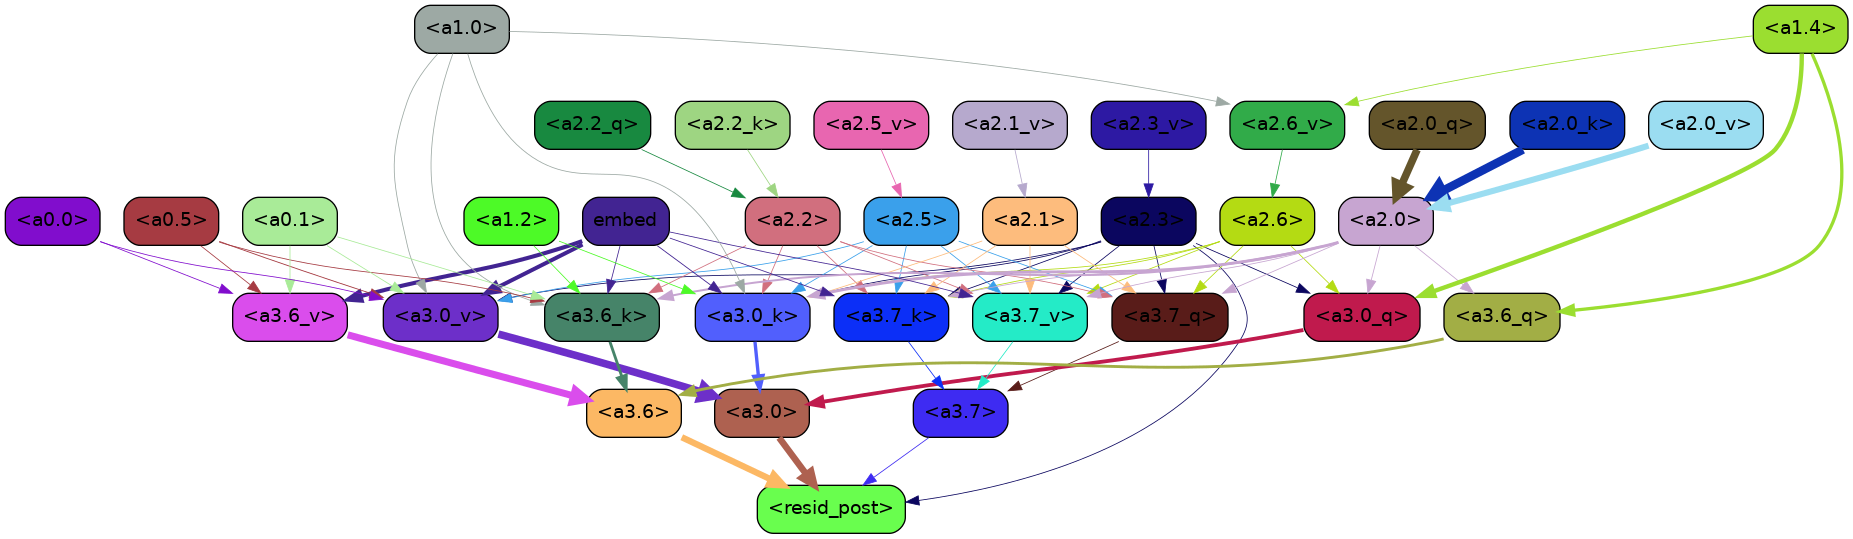 <a1.0> <a1.4>
<a2.2_q> <a2.2_k> <a2.5_v> <a2.1_v> <a2.3_v> <a2.6_v> <a2.0_q> <a2.0_k> <a2.0_v>
<a0.0> <a0.5> <a0.1> <a1.2> embed <a2.2> <a2.5> <a2.1> <a2.3> <a2.6> <a2.0>
<a3.6_v> <a3.0_v> <a3.6_k> <a3.0_k> <a3.7_k> <a3.7_v> <a3.7_q> <a3.0_q> <a3.6_q>
<a3.6> <a3.0> <a3.7>
<resid_post>